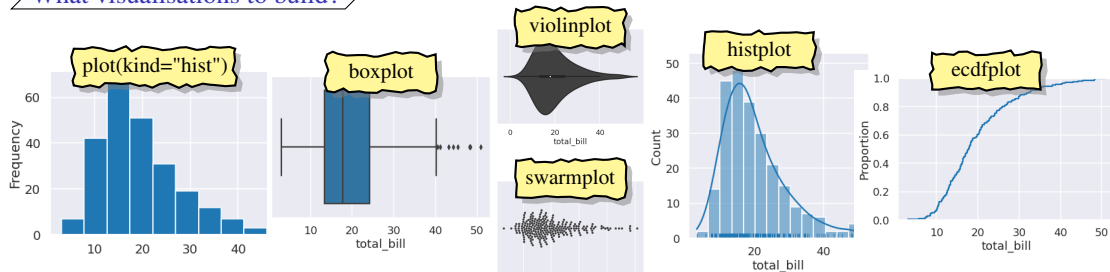 What visualisations to build?
plot(kind="hist")
Frequency
60
40
20
0
10 20 30 40
boxplot
10 20 30 40 50
total_bill
violinplot
0 20 40
total_bill
swarmplot
histplot
Count
50
40
30
20
10
0
20 40
total_bill
ecdfplot
Proportion
1.0
0.8
0.6
0.4
0.2
0.0
10 20 30 40 50
total_bill